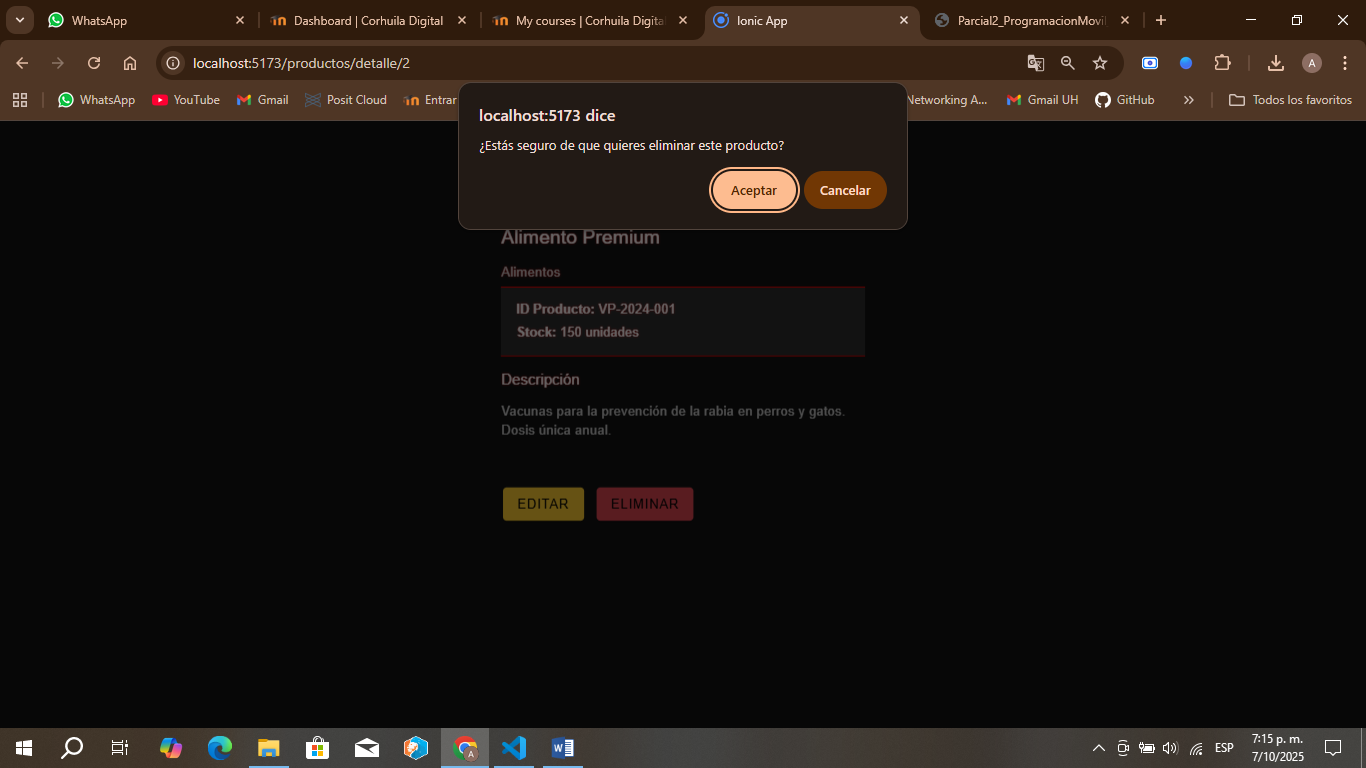 WhatsApp
Dashboard | Corhuila Digital
My courses | Corhuila Digital
Ionic App
Parcial2_ProgramacionMovi
localhost:5173/productos/detalle/2
A
WhatsApp
YouTube
Gmail
Posit Cloud
Entrar
Networking A...
Gmail UH
GitHub
Todos los favoritos
localhost:5173 dice
¿Estás seguro de que quieres eliminar este producto?
Aceptar
Cancelar
Alimento Premium
Alimentos
ID Producto: VP-2024-001
Stock: 150 unidades
Descripción
Vacunas para la prevención de la rabia en perros y gatos.
Dosis única anual.
EDITAR
ELIMINAR
ESP
7:15 p. m.
7/10/2025